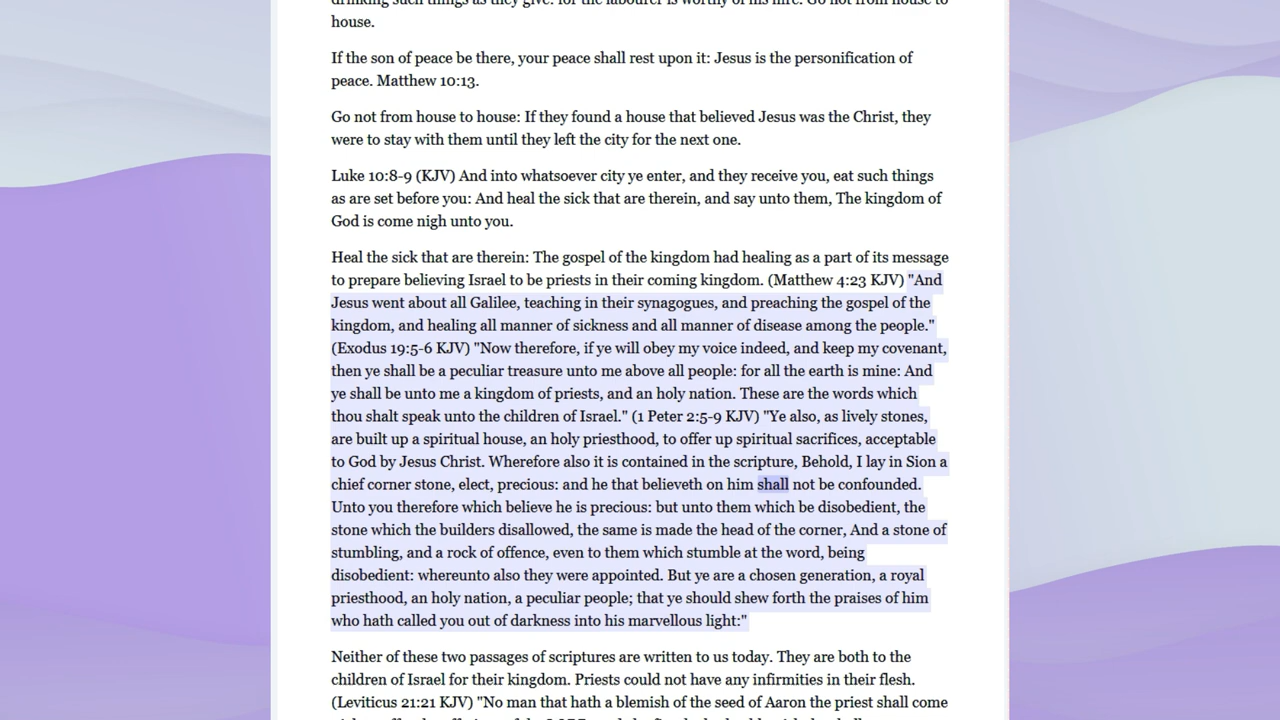 drinking such things as they give: for the labourer is worthy of his hire. Go not from house to
house.
If the son of peace be there, your peace shall rest upon it: Jesus is the personification of
peace. Matthew 10:13.
Go not from house to house: If they found a house that believed Jesus was the Christ, they
were to stay with them until they left the city for the next one.
Luke 10:8-9 (KJV) And into whatsoever city ye enter, and they receive you, eat such things
as are set before you: And heal the sick that are therein, and say unto them, The kingdom of
God is come nigh unto you.
Heal the sick that are therein: The gospel of the kingdom had healing as a part of its message
to prepare believing Israel to be priests in their coming kingdom. (Matthew 4:23 KJV) "And
Jesus went about all Galilee, teaching in their synagogues, and preaching the gospel of the
kingdom, and healing all manner of sickness and all manner of disease among the people."
(Exodus 19:5-6 KJV) "Now therefore, if ye will obey my voice indeed, and keep my covenant,
then ye shall be a peculiar treasure unto me above all people: for all the earth is mine: And
ye shall be unto me a kingdom of priests, and an holy nation. These are the words which
thou shalt speak unto the children of Israel." (1 Peter 2:5-9 KJV) "Ye also, as lively stones,
are built up a spiritual house, an holy priesthood, to offer up spiritual sacrifices, acceptable
to God by Jesus Christ. Wherefore also it is contained in the scripture, Behold, I lay in Sion a
chief corner stone, elect, precious: and he that believeth on him shall not be confounded.
Unto you therefore which believe he is precious: but unto them which be disobedient, the
stone which the builders disallowed, the same is made the head of the corner, And a stone of
stumbling, and a rock of offence, even to them which stumble at the word, being
disobedient: whereunto also they were appointed. But ye are a chosen generation, a royal
priesthood, an holy nation, a peculiar people; that ye should shew forth the praises of him
who hath called you out of darkness into his marvellous light:"
Neither of these two passages of scriptures are written to us today. They are both to the
children of Israel for their kingdom. Priests could not have any infirmities in their flesh.
(Leviticus 21:21 KJV) "No man that hath a blemish of the seed of Aaron the priest shall come